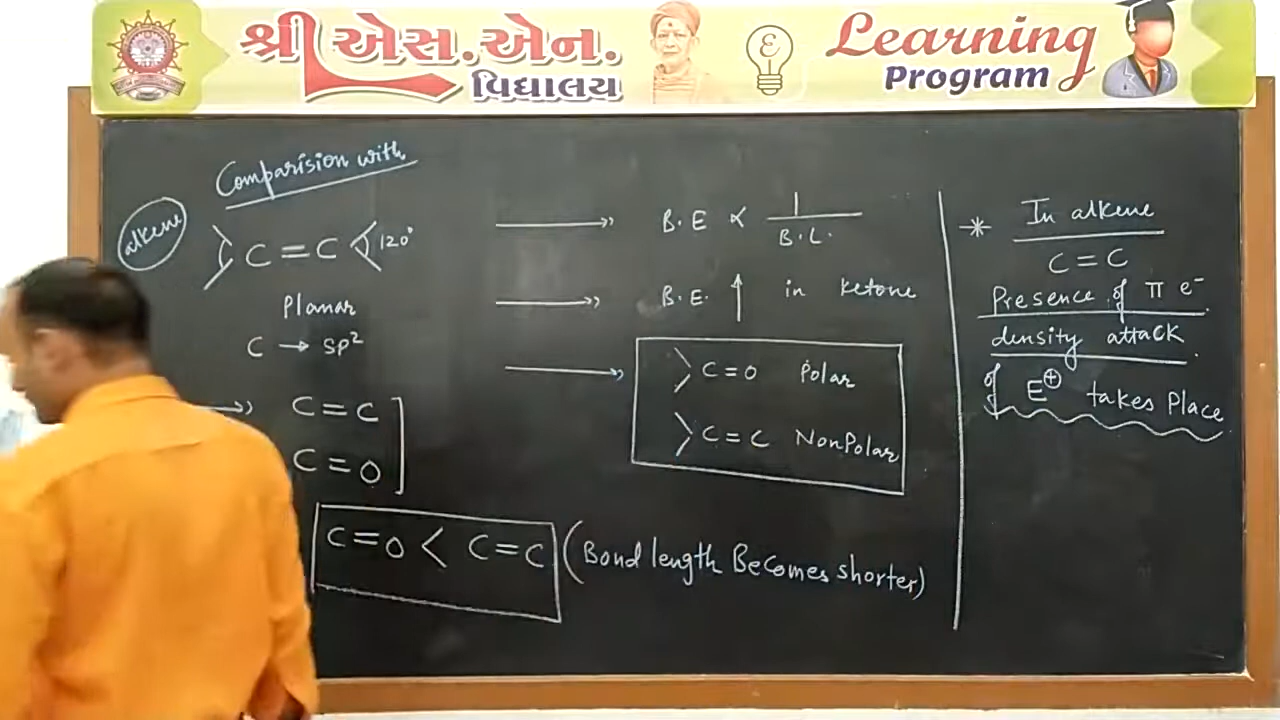 શ્રી એસ.એન.
વિદ્યાલય
Learning
Program
Comparision with
alkene
C = C 120°
Planar
C → sp²
C = C
C = O
C = O < C = C (Bond length Becomes shorter)
B.E ∝ 1/B.L.
B.E. ↑ in ketone
C = O Polar
C = C NonPolar
* In alkene
C = C
Presence of π e⁻
density attack
of E⊕ takes Place